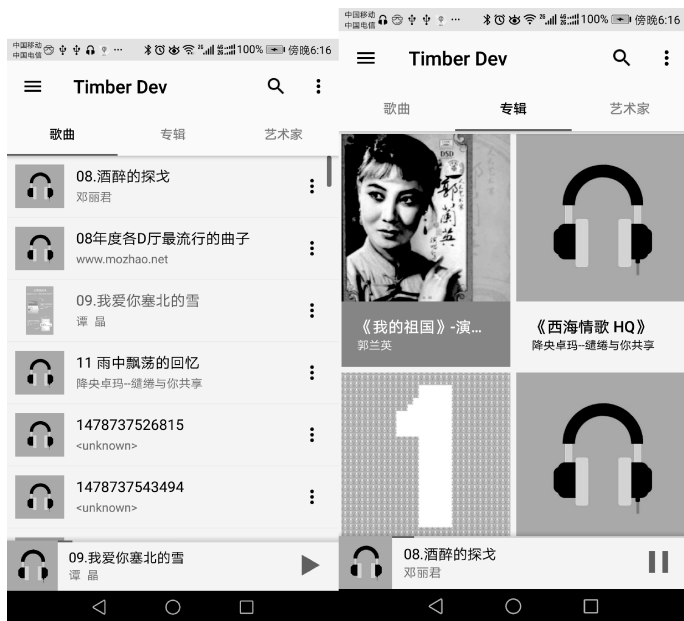 中国移动
中国电信
100%
傍晚6:16
Timber Dev
歌曲
专辑
艺术家
08.酒醉的探戈
邓丽君
08年度各D厅最流行的曲子
www.mozhao.net
09.我爱你塞北的雪
谭 晶
11 雨中飘荡的回忆
降央卓玛--缱绻与你共享
1478737526815
<unknown>
1478737543494
<unknown>
09.我爱你塞北的雪
谭 晶
中国移动
中国电信
100%
傍晚6:16
Timber Dev
歌曲
专辑
艺术家
DSD
郭蘭英
《我的祖国》-演...
郭兰英
《西海情歌 HQ》
降央卓玛--缱绻与你共享
1
08.酒醉的探戈
邓丽君